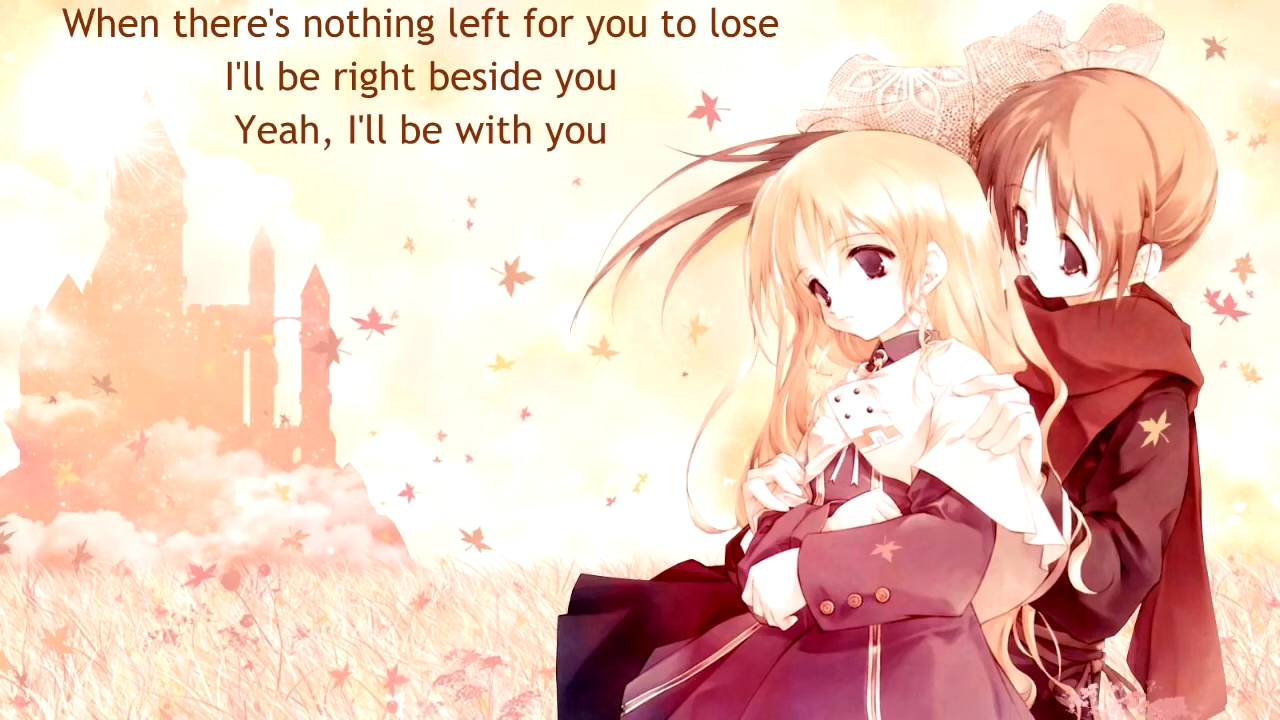 When there's nothing left for you to lose
I'll be right beside you
Yeah, I'll be with you